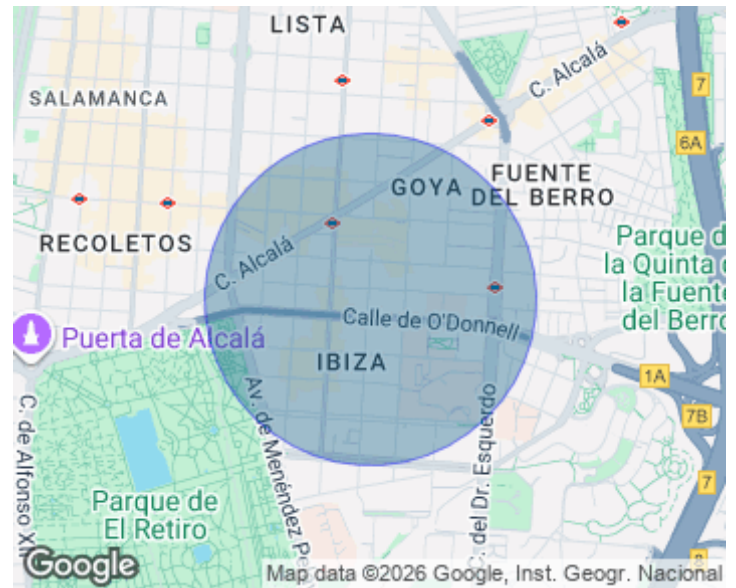 LISTA
C. Alcalá
7
SALAMANCA
6A
GOYA
FUENTE
DEL BERRO
RECOLETOS
C. Alcalá
Parque d
la Quinta d
la Fuente
del Berro
Puerta de Alcalá
Calle de O'Donnell
IBIZA
1A
7B
C. de Alfonso XII
Av. de Menéndez Pe
C. del Dr. Esquerdo
7
Parque de
El Retiro
8
Google
Map data ©2026 Google, Inst. Geogr. Nacional